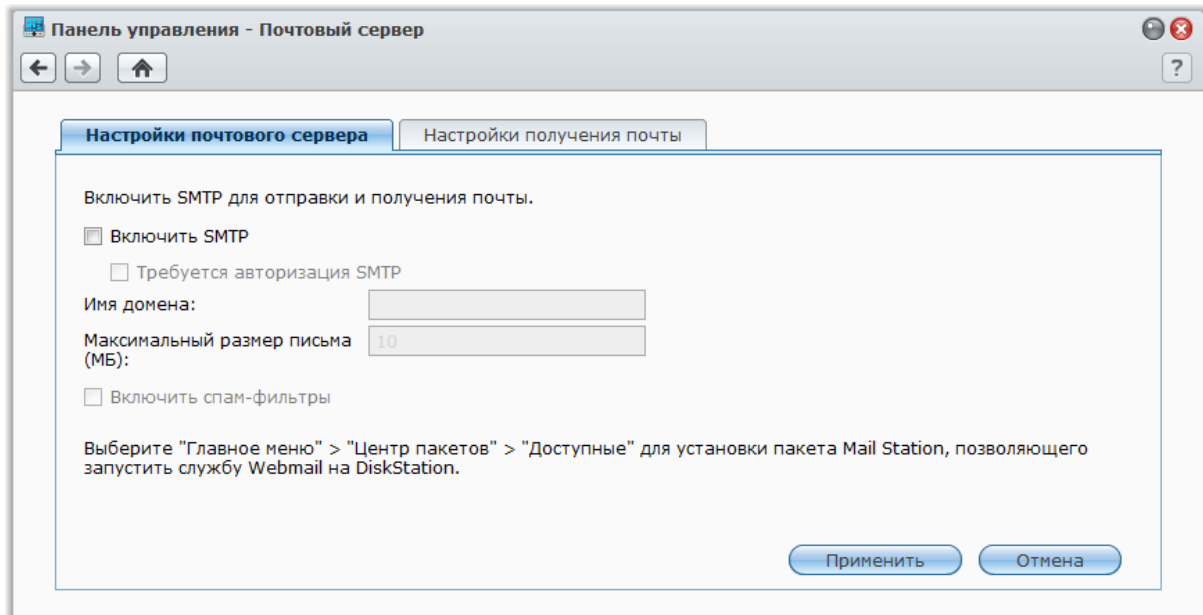 Панель управления - Почтовый сервер
?
Настройки почтового сервера
Настройки получения почты
Включить SMTP для отправки и получения почты.
Включить SMTP
Требуется авторизация SMTP
Имя домена:
Максимальный размер письма
(МБ):
10
Включить спам-фильтры
Выберите "Главное меню" > "Центр пакетов" > "Доступные" для установки пакета Mail Station, позволяющего
запустить службу Webmail на DiskStation.
Применить
Отмена